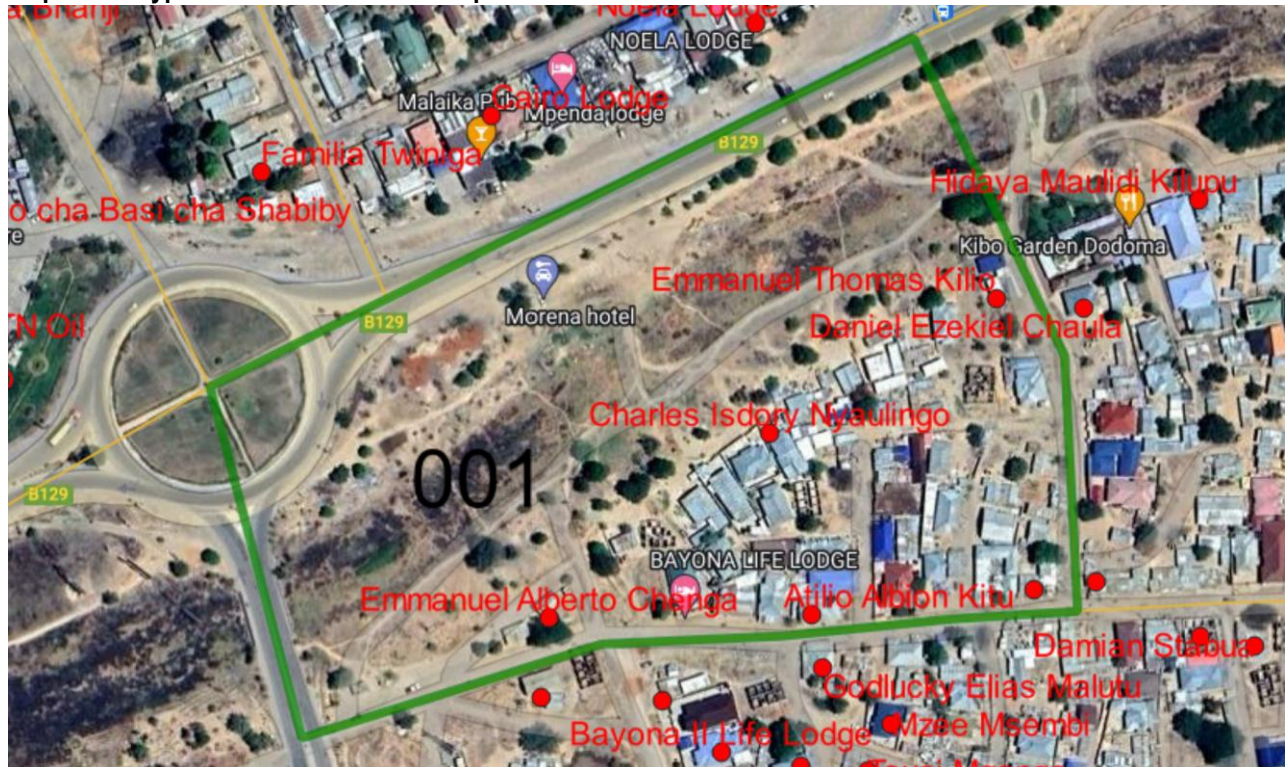 Noela Lodge
NOELA LODGE
Malaika Pub
Cairo Lodge
Mpenda lodge
B129
Familia Twiniga
Hidaya Maulidi Kilupu
o cha Basi cha Shabiby
re
Kibo Garden Dodoma
Emmanuel Thomas Kilio
Morena hotel
B129
TN Oil
Daniel Ezekiel Chaula
Charles Isdory Nyaulingo
001
B129
BAYONA LIFE LODGE
Emmanuel Alberto Chenga
Atilio Albion Kitu
Damian Stabua
Godlucky Elias Malutu
Bayona II Life Lodge
Mzee Msembi